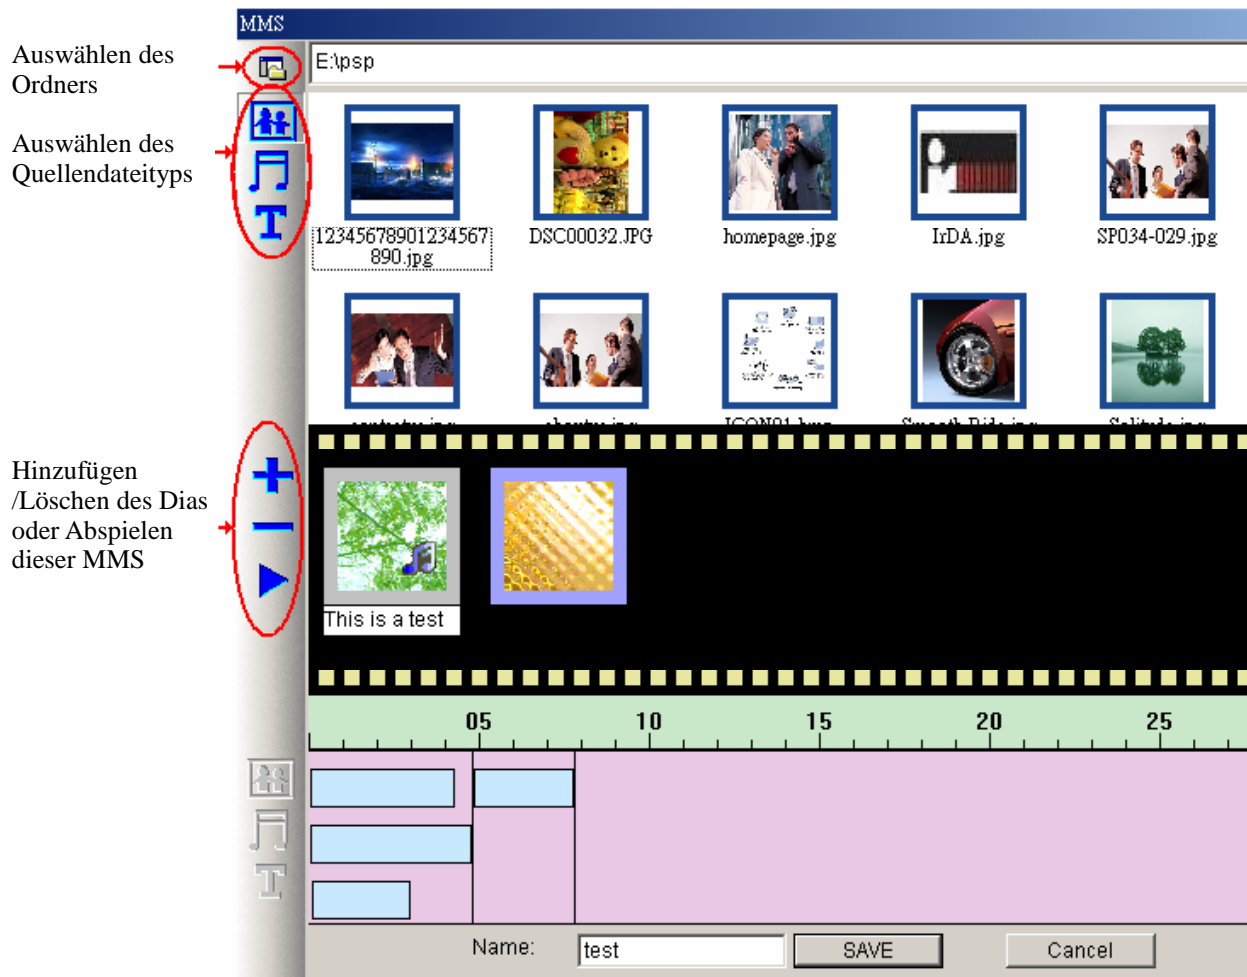 MMS
Auswählen des
Ordners
E:\psp
Auswählen des
Quellendateityps
12345678901234567
890.jpg
DSC00032.JPG
homepage.jpg
IrDA.jpg
SP034-029.jpg
Hinzufügen
/Löschen des Dias
oder Abspielen
dieser MMS
This is a test
05 10 15 20 25
Name: test SAVE Cancel